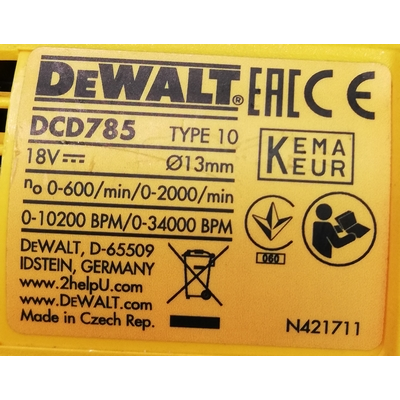 DEWALT® EAC CE
DCD785 TYPE 10
18V Ø13mm
KEMA
KEUR
n₀ 0-600/min/0-2000/min
0-10200 BPM/0-34000 BPM
DEWALT, D-65509
IDSTEIN, GERMANY
www.2helpU.com
www.DEWALT.com
Made in Czech Rep.
060
N421711